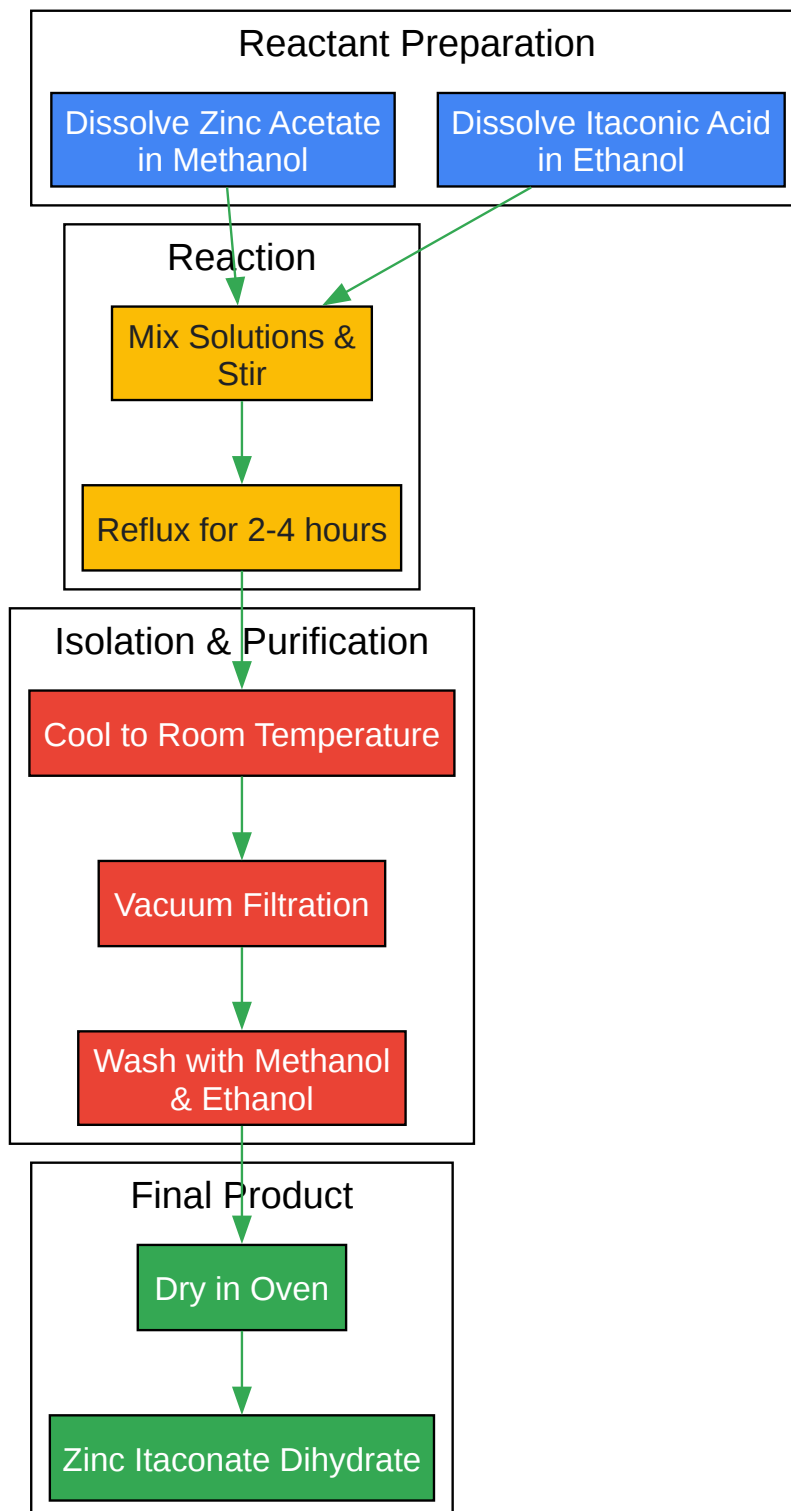 Reactant Preparation
Dissolve Zinc Acetate
in Methanol
Dissolve Itaconic Acid
in Ethanol
Reaction
Mix Solutions &
Stir
Reflux for 2-4 hours
Isolation & Purification
Cool to Room Temperature
Vacuum Filtration
Wash with Methanol
& Ethanol
Final Product
Dry in Oven
Zinc Itaconate Dihydrate